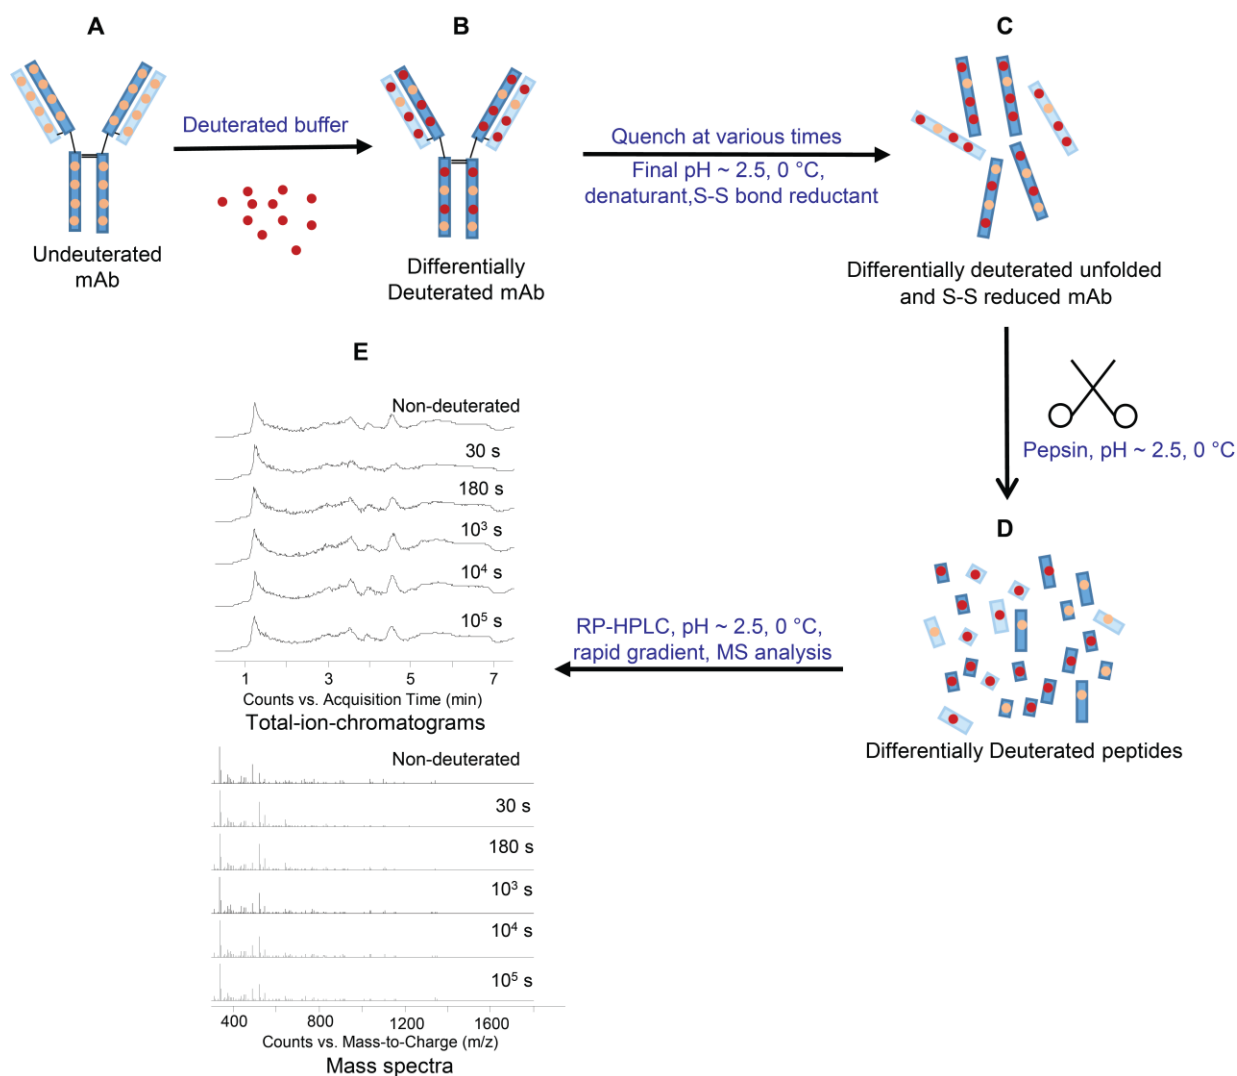 A
B
C
Deuterated buffer
Quench at various times
Final pH ~ 2.5, 0 °C,
denaturant,S-S bond reductant
Undeuterated
mAb
Differentially
Deuterated mAb
Differentially deuterated unfolded
and S-S reduced mAb
Pepsin, pH ~ 2.5, 0 °C
D
Differentially Deuterated peptides
RP-HPLC, pH ~ 2.5, 0 °C,
rapid gradient, MS analysis
E
Non-deuterated
30 s
180 s
10³ s
10⁴ s
10⁵ s
1 3 5 7
Counts vs. Acquisition Time (min)
Total-ion-chromatograms
Non-deuterated
30 s
180 s
10³ s
10⁴ s
10⁵ s
400 800 1200 1600
Counts vs. Mass-to-Charge (m/z)
Mass spectra